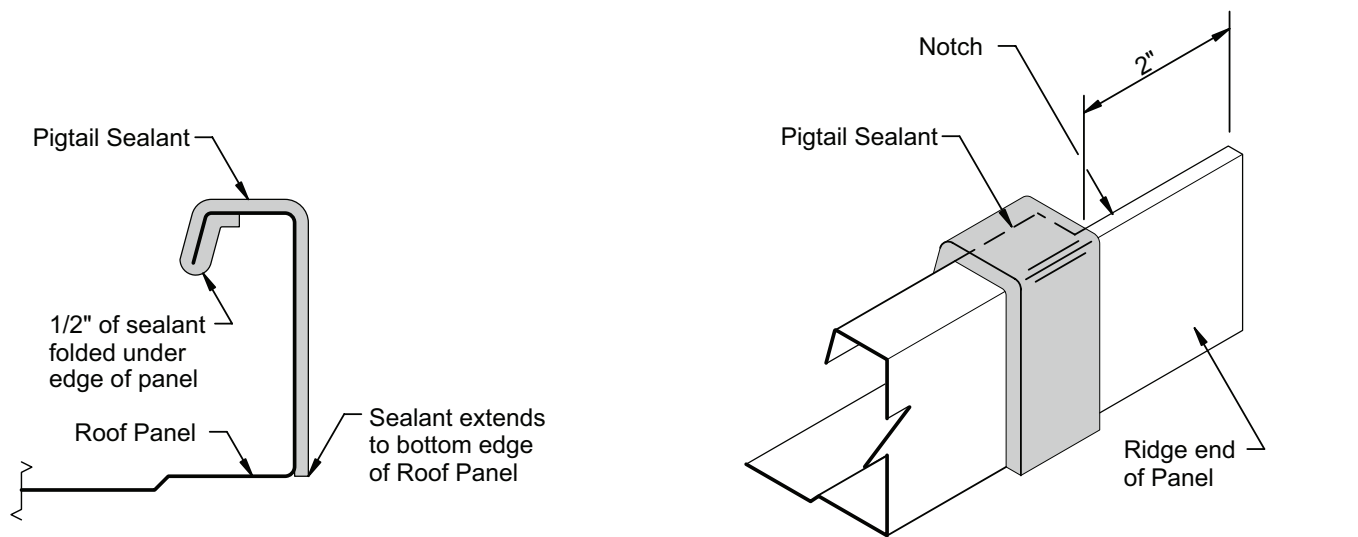 Pigtail Sealant
1/2" of sealant
folded under
edge of panel
Roof Panel
Sealant extends
to bottom edge
of Roof Panel
Notch
2"
Pigtail Sealant
Ridge end
of Panel